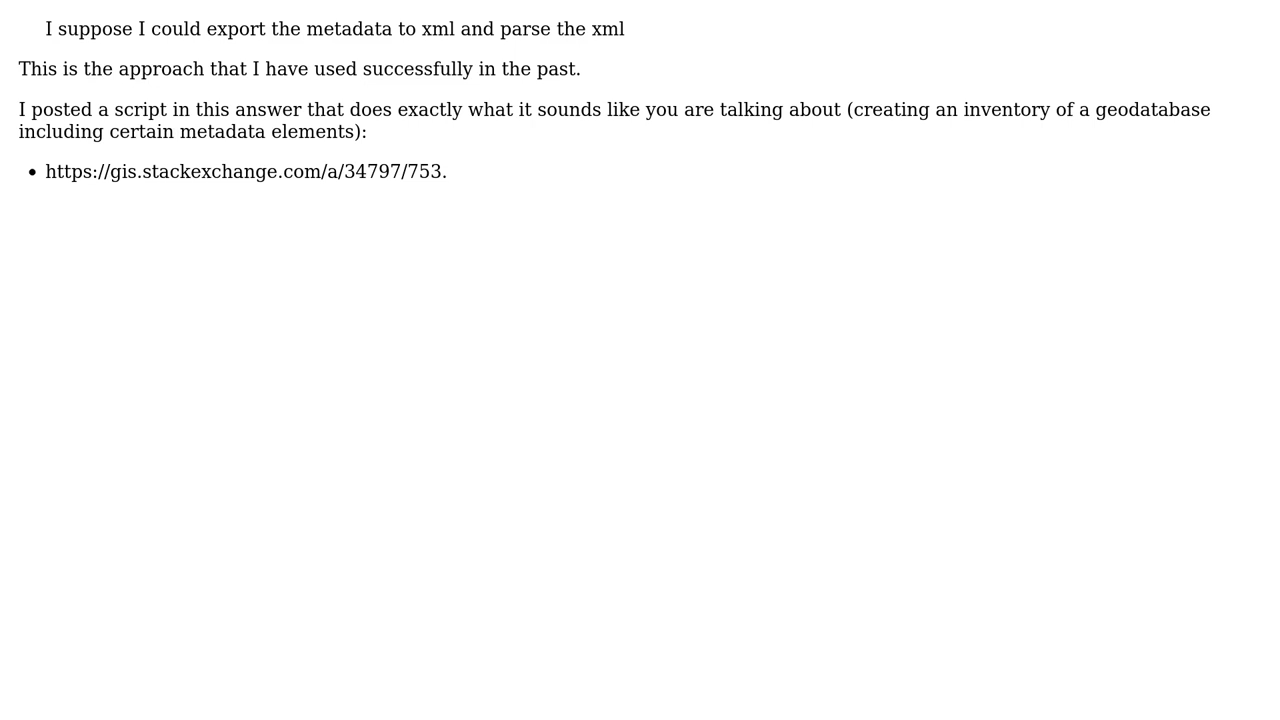 I suppose I could export the metadata to xml and parse the xml
This is the approach that I have used successfully in the past.
I posted a script in this answer that does exactly what it sounds like you are talking about (creating an inventory of a geodatabase
including certain metadata elements):
• https://gis.stackexchange.com/a/34797/753.